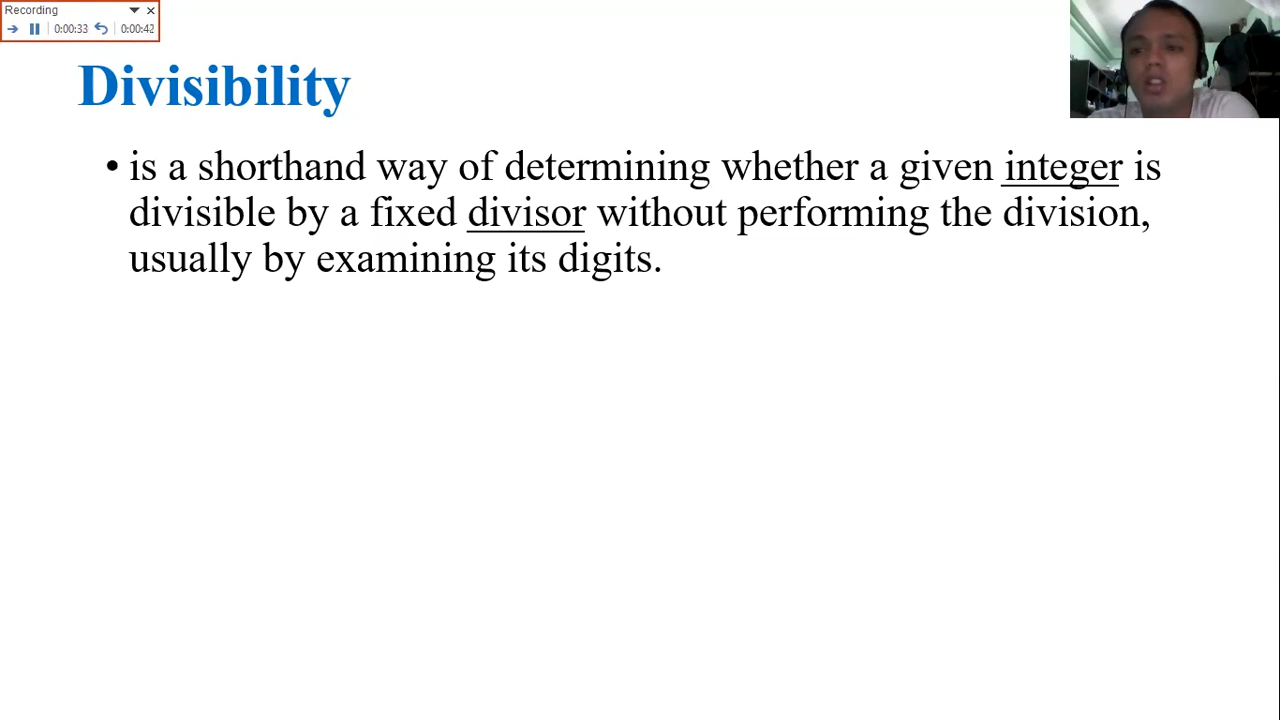 Recording
0:00:33 0:00:42
Divisibility
• is a shorthand way of determining whether a given integer is
divisible by a fixed divisor without performing the division,
usually by examining its digits.